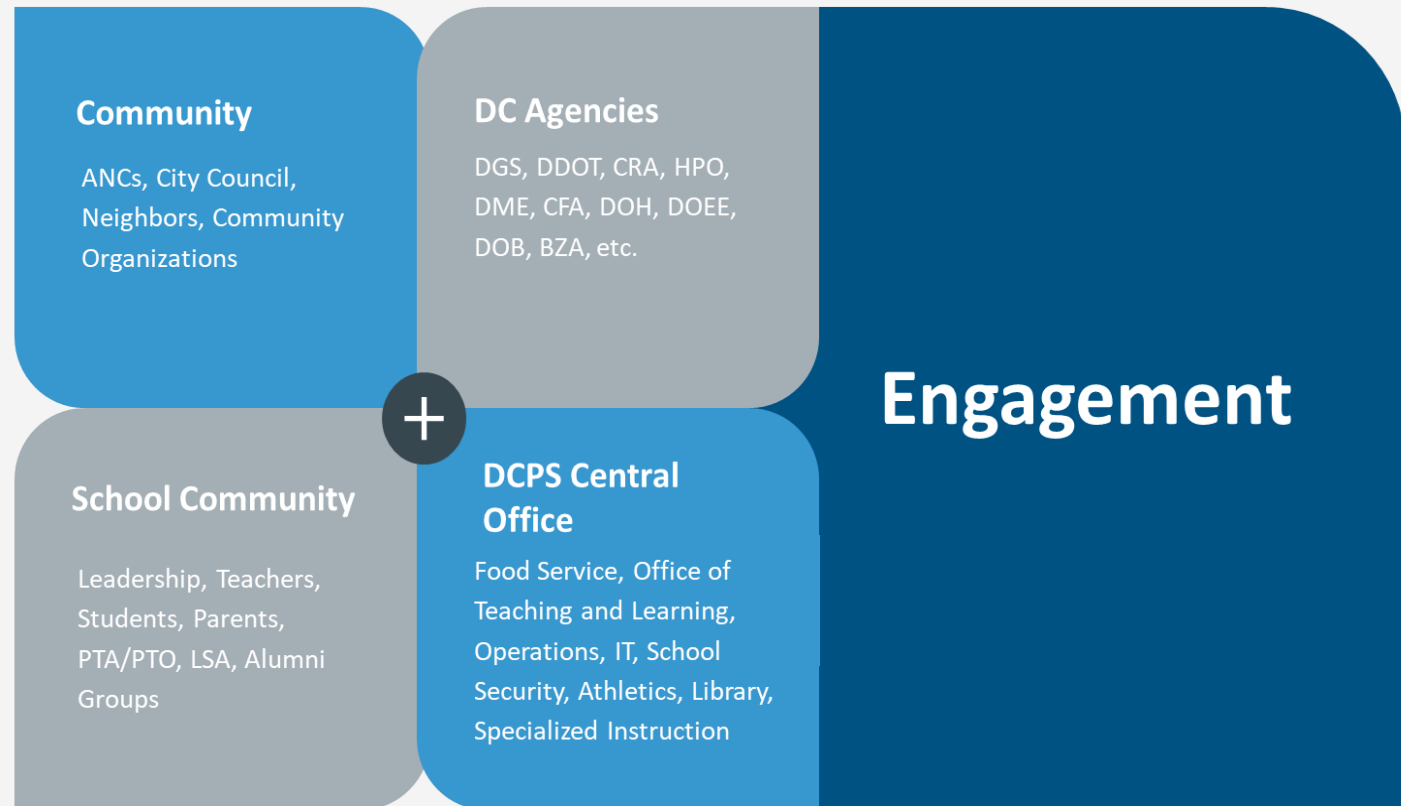 Community
ANCs, City Council,
Neighbors, Community
Organizations
DC Agencies
DGS, DDOT, CRA, HPO,
DME, CFA, DOH, DOEE,
DOB, BZA, etc.
School Community
Leadership, Teachers,
Students, Parents,
PTA/PTO, LSA, Alumni
Groups
DCPS Central
Office
Food Service, Office of
Teaching and Learning,
Operations, IT, School
Security, Athletics, Library,
Specialized Instruction
+
Engagement